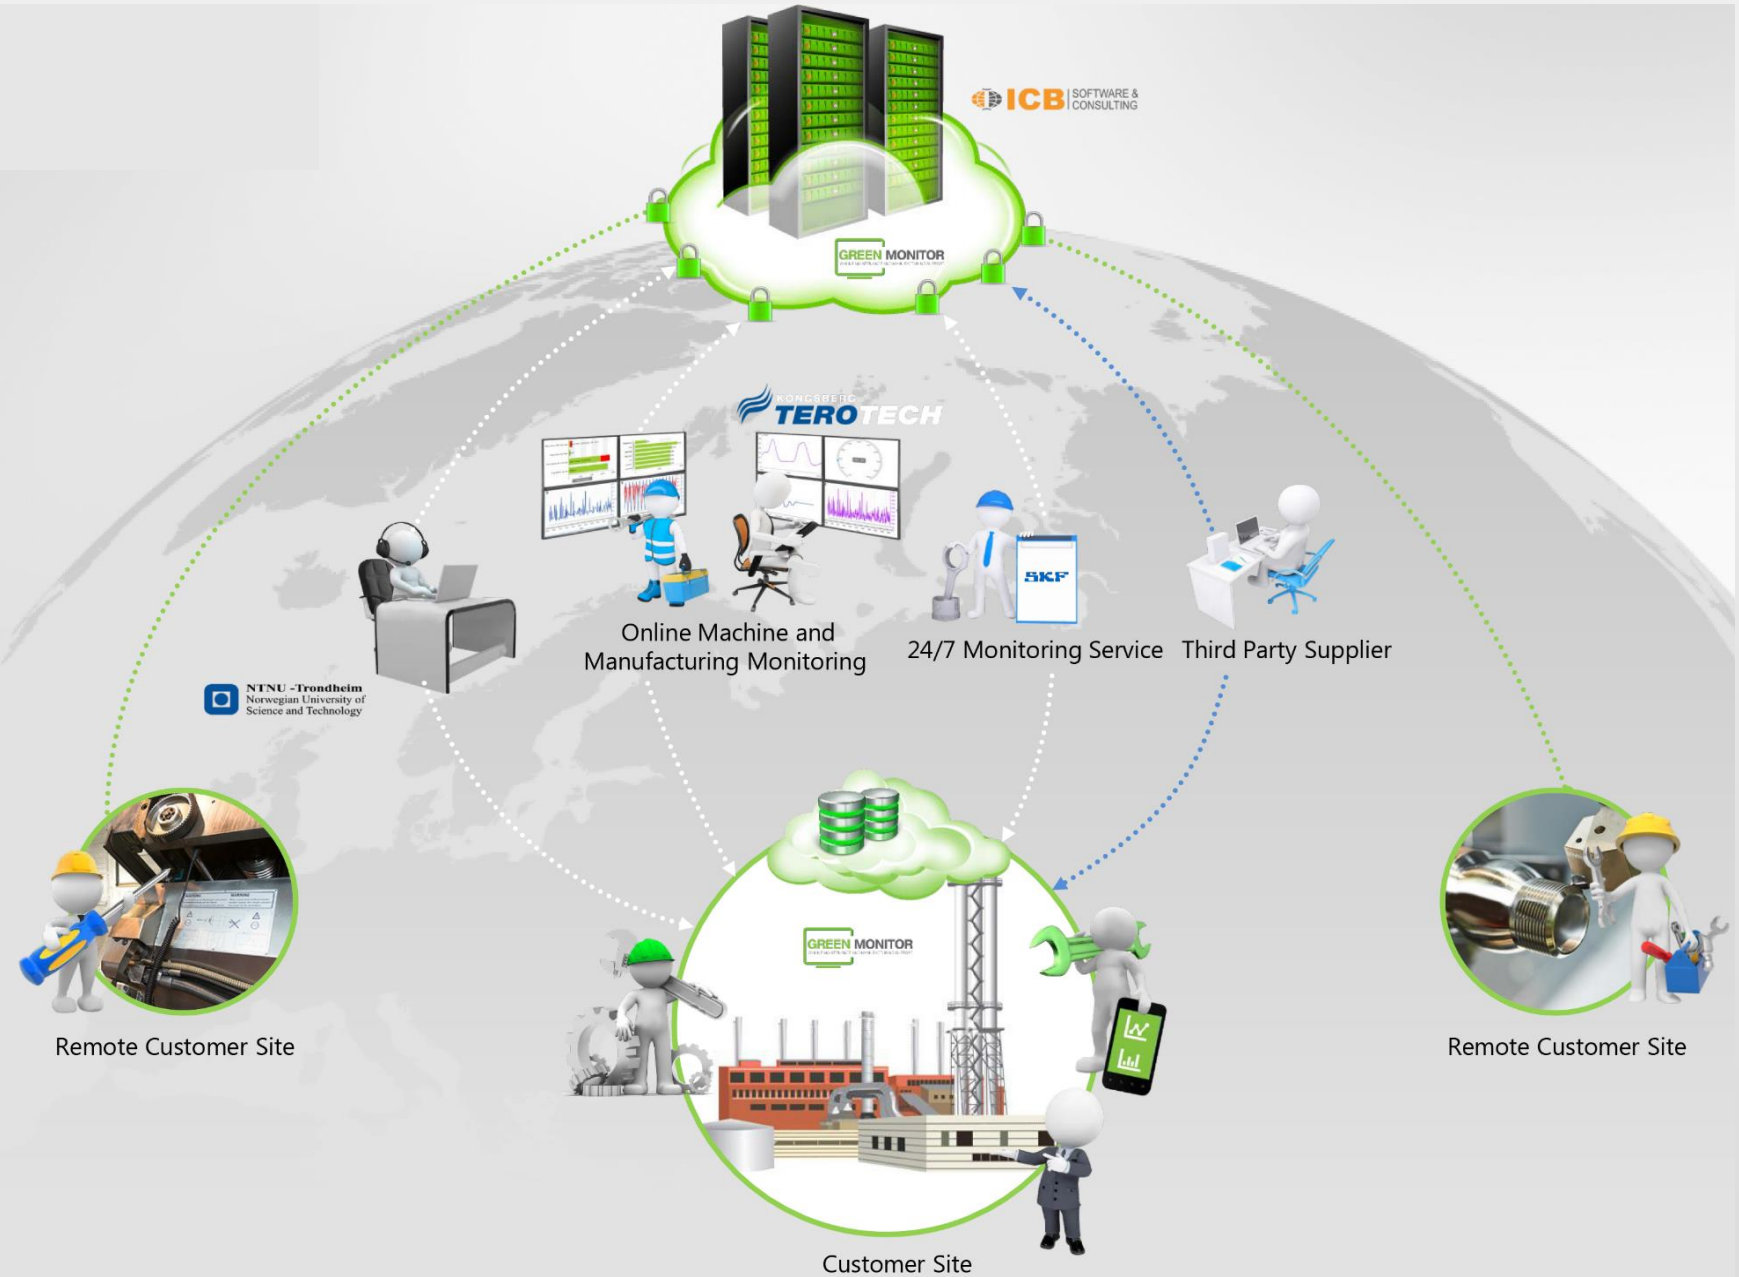 ICB SOFTWARE &
CONSULTING
GREEN MONITOR
KONGSBERG
TEROTECH
SKF
Online Machine and
Manufacturing Monitoring
24/7 Monitoring Service
Third Party Supplier
NTNU -Trondheim
Norwegian University of
Science and Technology
GREEN MONITOR
Remote Customer Site
Remote Customer Site
Customer Site